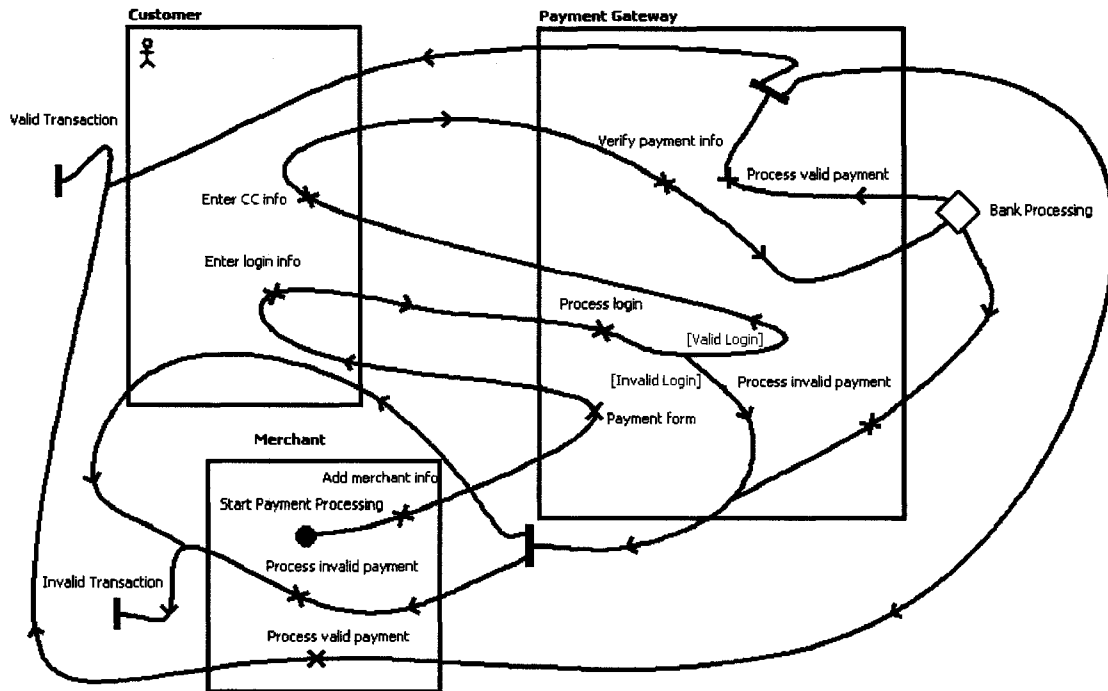 Customer
Payment Gateway
Valid Transaction
Verify payment info
Process valid payment
Enter CC info
Bank Processing
Enter login info
Process login
[Valid Login]
[Invalid Login]
Process invalid payment
Payment form
Merchant
Add merchant info
Start Payment Processing
Process invalid payment
Invalid Transaction
Process valid payment